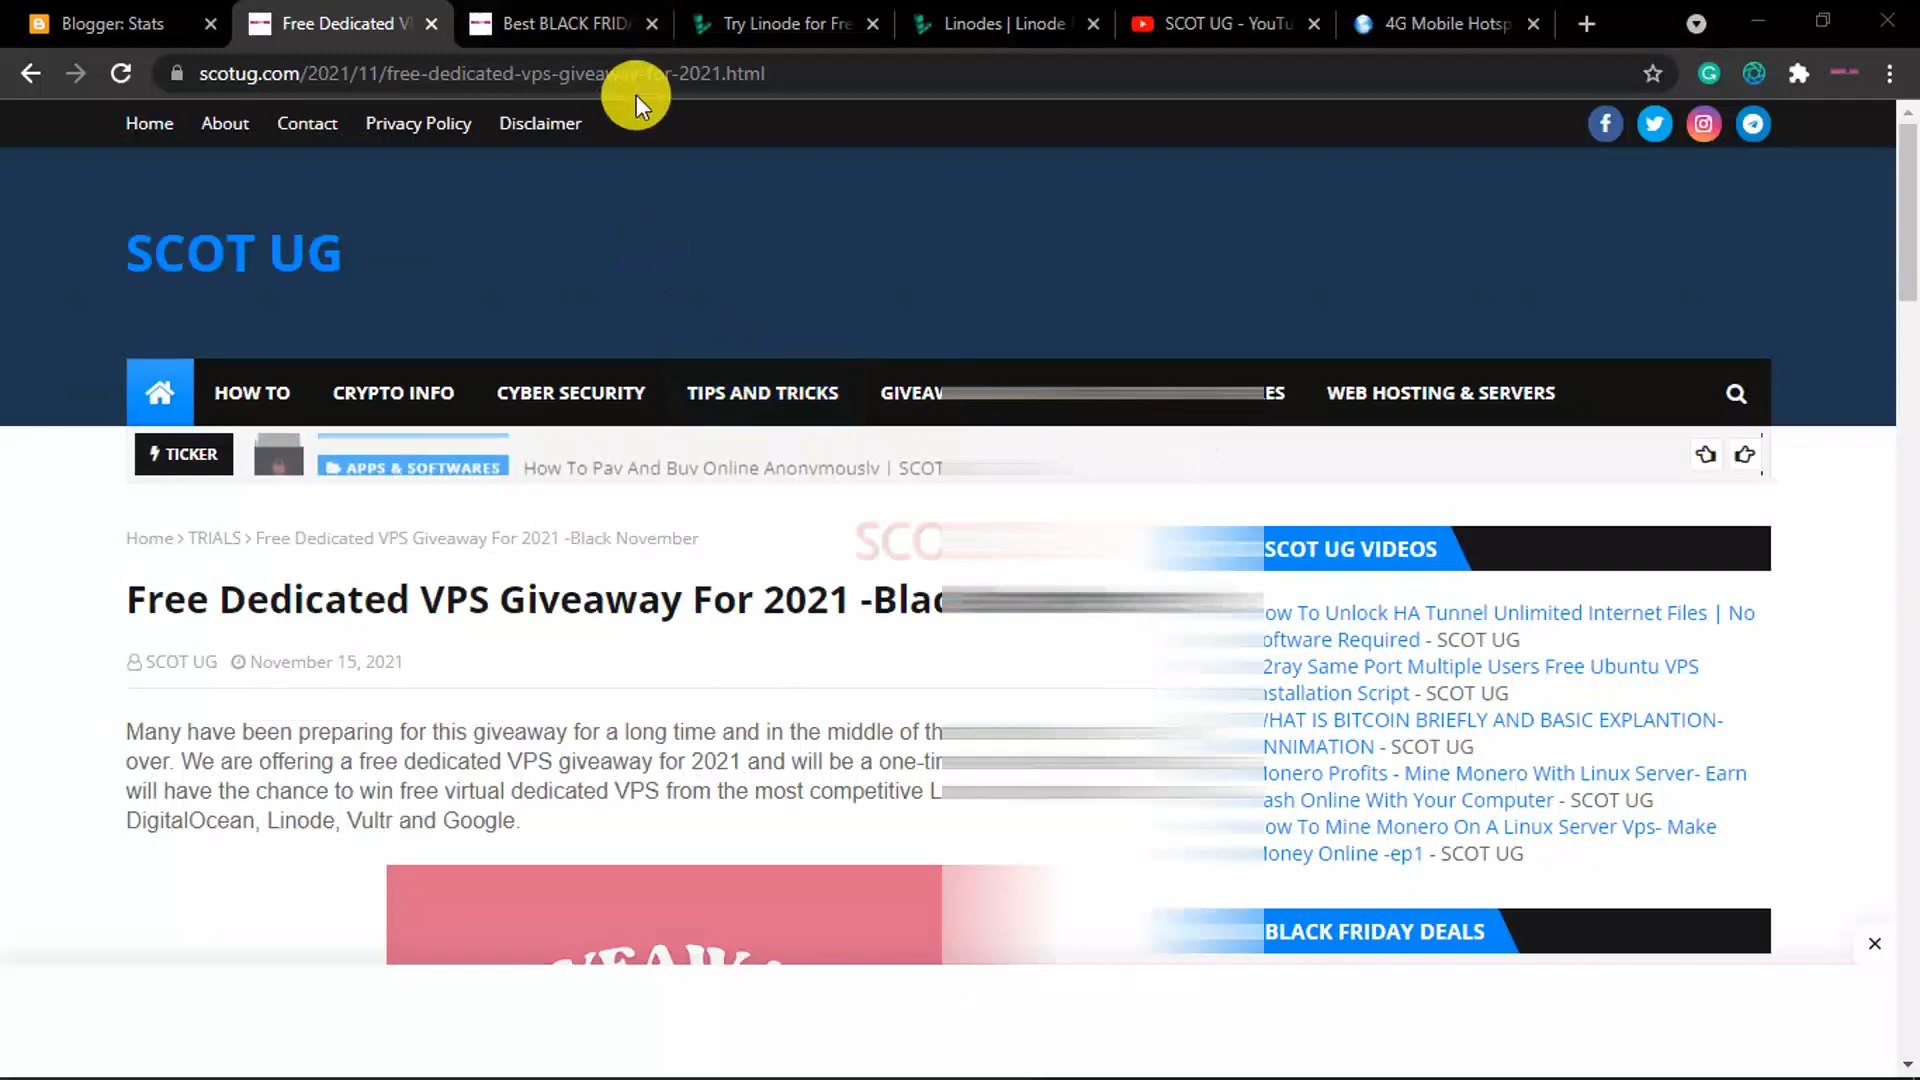 Blogger: Stats
Free Dedicated V
Best BLACK FRID
Try Linode for Fre
Linodes | Linode
SCOT UG - YouTu
4G Mobile Hotsp
scotug.com/2021/11/free-dedicated-vps-giveaway-for-2021.html
Home About Contact Privacy Policy Disclaimer
SCOT UG
HOW TO CRYPTO INFO CYBER SECURITY TIPS AND TRICKS GIVEAW ES WEB HOSTING & SERVERS
TICKER APPS & SOFTWARES How To Pay And Buy Online Anonymously | SCOT
Home > TRIALS > Free Dedicated VPS Giveaway For 2021 -Black November
SCO
Free Dedicated VPS Giveaway For 2021 -Blac
SCOT UG November 15, 2021
Many have been preparing for this giveaway for a long time and in the middle of th
over. We are offering a free dedicated VPS giveaway for 2021 and will be a one-tim
will have the chance to win free virtual dedicated VPS from the most competitive L
DigitalOcean, Linode, Vultr and Google.
SCOT UG VIDEOS
ow To Unlock HA Tunnel Unlimited Internet Files | No
oftware Required - SCOT UG
2ray Same Port Multiple Users Free Ubuntu VPS
nstallation Script - SCOT UG
HAT IS BITCOIN BRIEFLY AND BASIC EXPLANTION-
NNIMATION - SCOT UG
onero Profits - Mine Monero With Linux Server- Earn
ash Online With Your Computer - SCOT UG
ow To Mine Monero On A Linux Server Vps- Make
oney Online -ep1 - SCOT UG
BLACK FRIDAY DEALS